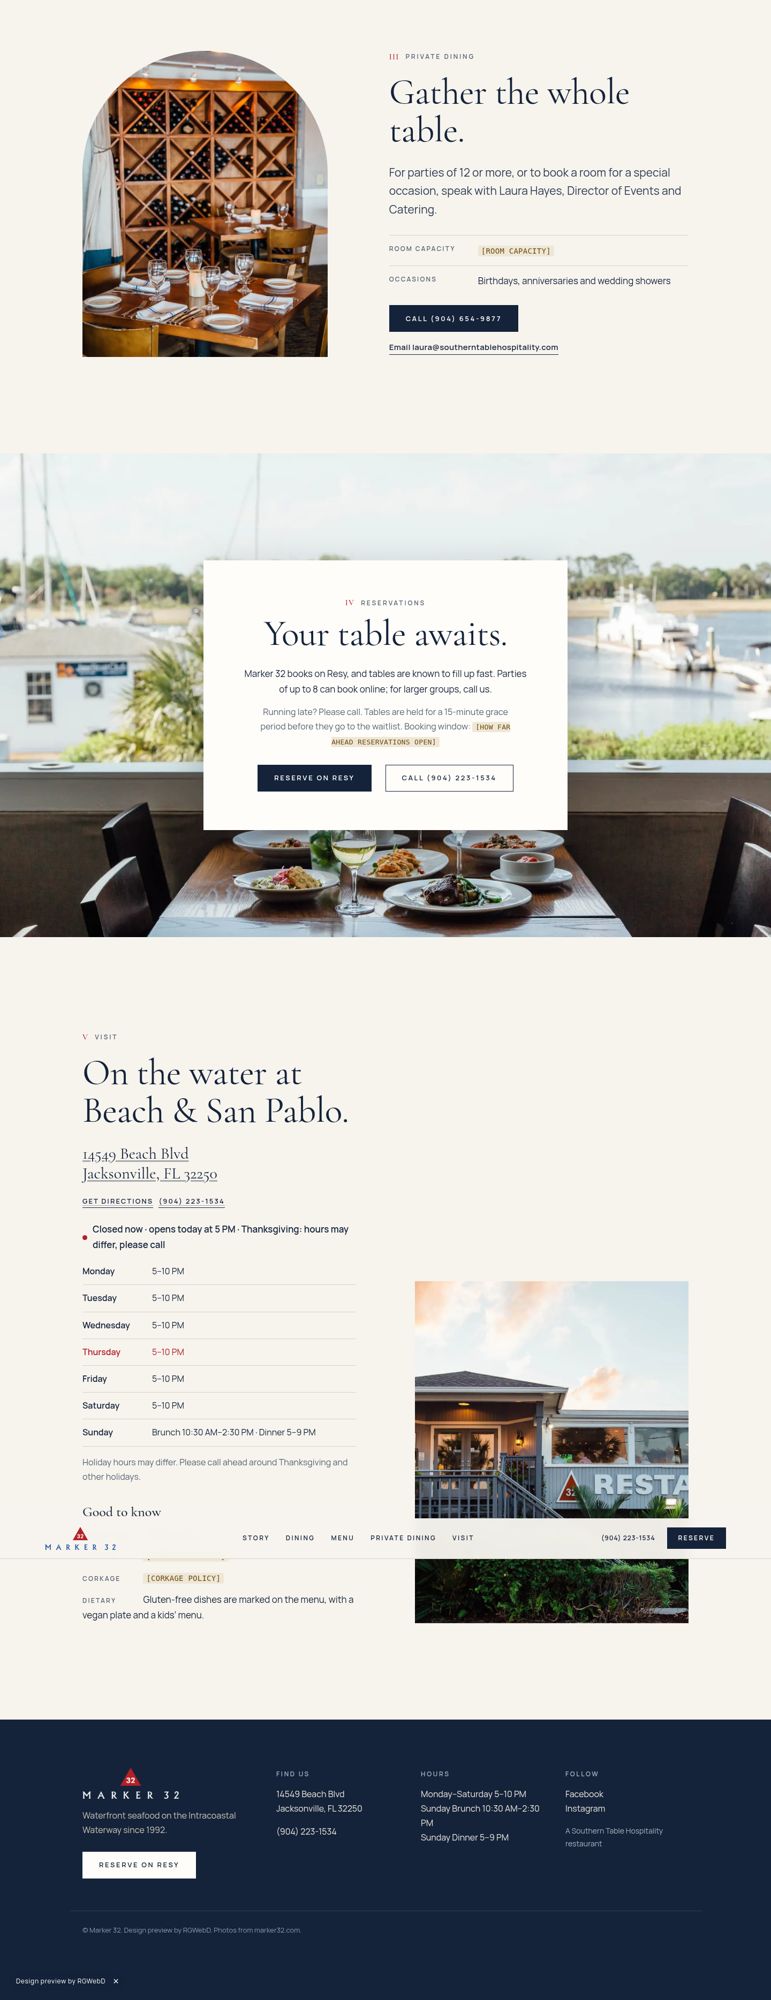 III PRIVATE DINING
Gather the whole
table.
For parties of 12 or more, or to book a room for a special
occasion, speak with Laura Hayes, Director of Events and
Catering.
ROOM CAPACITY [ROOM CAPACITY]
OCCASIONS Birthdays, anniversaries and wedding showers
CALL (904) 654-9877
Email laura@southerntablehospitality.com
IV RESERVATIONS
Your table awaits.
Marker 32 books on Resy, and tables are known to fill up fast. Parties
of up to 8 can book online; for larger groups, call us.
Running late? Please call. Tables are held for a 15-minute grace
period before they go to the waitlist. Booking window: [HOW FAR
AHEAD RESERVATIONS OPEN]
RESERVE ON RESY CALL (904) 223-1534
V VISIT
On the water at
Beach & San Pablo.
14549 Beach Blvd
Jacksonville, FL 32250
GET DIRECTIONS (904) 223-1534
Closed now · opens today at 5 PM · Thanksgiving: hours may
differ, please call
Monday 5–10 PM
Tuesday 5–10 PM
Wednesday 5–10 PM
Thursday 5–10 PM
Friday 5–10 PM
Saturday 5–10 PM
Sunday Brunch 10:30 AM–2:30 PM · Dinner 5–9 PM
Holiday hours may differ. Please call ahead around Thanksgiving and
other holidays.
32 RESTA
Good to know
32
MARKER 32 STORY DINING MENU PRIVATE DINING VISIT (904) 223-1534 RESERVE
CORKAGE [CORKAGE POLICY]
DIETARY Gluten-free dishes are marked on the menu, with a
vegan plate and a kids' menu.
32
MARKER 32
Waterfront seafood on the Intracoastal
Waterway since 1992.
RESERVE ON RESY
FIND US
14549 Beach Blvd
Jacksonville, FL 32250
(904) 223-1534
HOURS
Monday–Saturday 5–10 PM
Sunday Brunch 10:30 AM–2:30
PM
Sunday Dinner 5–9 PM
FOLLOW
Facebook
Instagram
A Southern Table Hospitality
restaurant
© Marker 32. Design preview by RGWebD. Photos from marker32.com.
Design preview by RGWebD ×